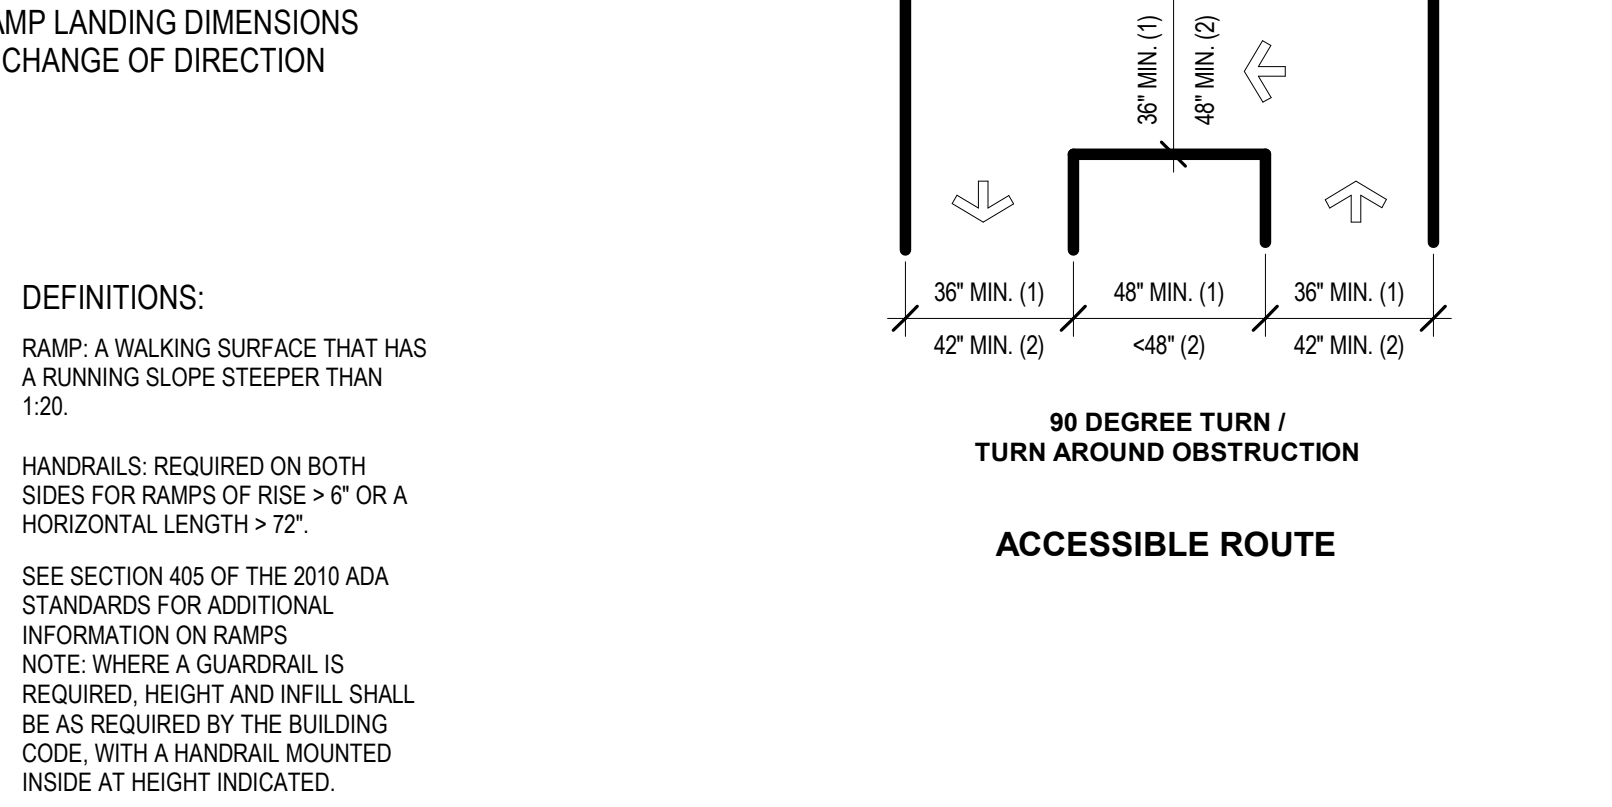 LANDING DIMENSIONS
CHANGE OF DIRECTION
36" MIN. (1)
48" MIN. (2)
DEFINITIONS:
RAMP: A WALKING SURFACE THAT HAS
A RUNNING SLOPE STEEPER THAN
1:20.
HANDRAILS: REQUIRED ON BOTH
SIDES FOR RAMPS OF RISE > 6" OR A
HORIZONTAL LENGTH > 72".
SEE SECTION 405 OF THE 2010 ADA
STANDARDS FOR ADDITIONAL
INFORMATION ON RAMPS
NOTE: WHERE A GUARDRAIL IS
REQUIRED, HEIGHT AND INFILL SHALL
BE AS REQUIRED BY THE BUILDING
CODE, WITH A HANDRAIL MOUNTED
INSIDE AT HEIGHT INDICATED.
36" MIN. (1) 48" MIN. (1) 36" MIN. (1)
42" MIN. (2) <48" (2) 42" MIN. (2)
90 DEGREE TURN /
TURN AROUND OBSTRUCTION
ACCESSIBLE ROUTE